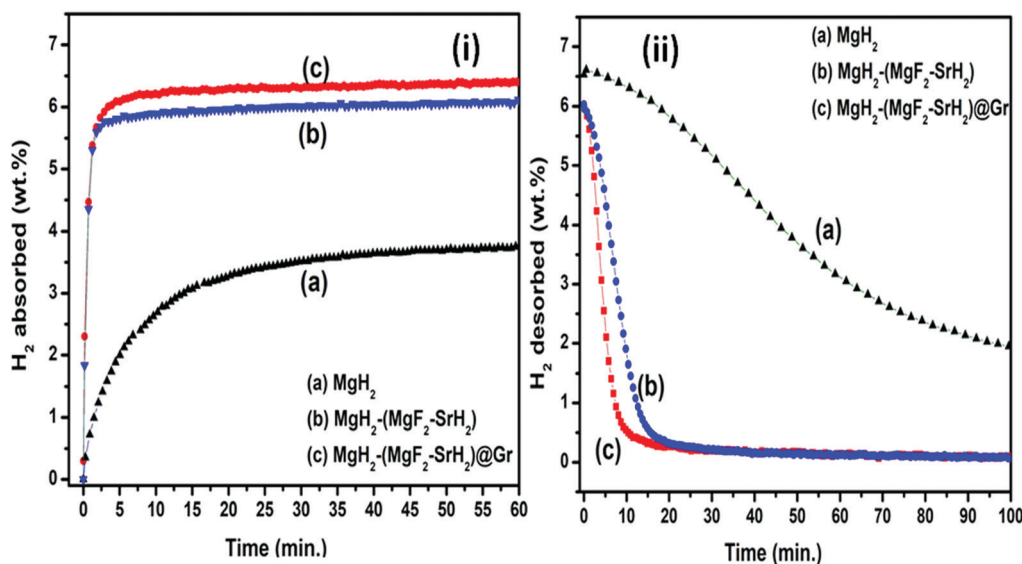 (i)
(c)
(b)
(a)
(a) MgH2
(b) MgH2-(MgF2-SrH2)
(c) MgH2-(MgF2-SrH2)@Gr
H2 absorbed (wt.%)
7
6
5
4
3
2
1
0
0 5 10 15 20 25 30 35 40 45 50 55 60
Time (min.)
(ii)
(a) MgH2
(b) MgH2-(MgF2-SrH2)
(c) MgH2-(MgF2-SrH2)@Gr
(a)
(b)
(c)
H2 desorbed (wt.%)
7
6
5
4
3
2
1
0
0 10 20 30 40 50 60 70 80 90 100
Time (min.)